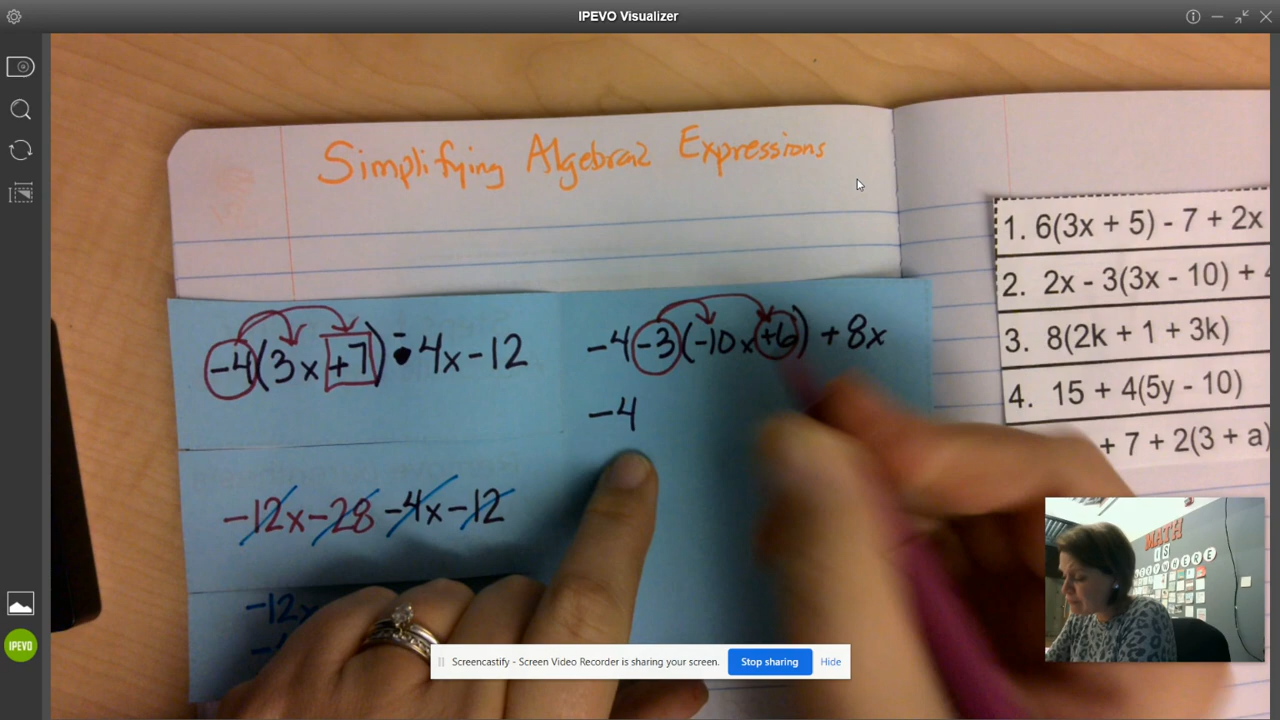 IPEVO Visualizer
Simplifying Algebraic Expressions
-4(3x+7)-4x-12
-4-3(-10x+6)+8x
-4
-12x-28-4x-12
-12x
1. 6(3x + 5) - 7 + 2x
2. 2x - 3(3x - 10) +
3. 8(2k + 1 + 3k)
4. 15 + 4(5y - 10)
+ 7 + 2(3 + a)
MATH
IS
EVERYWHERE
IPEVO
Screencastify - Screen Video Recorder is sharing your screen.
Stop sharing
Hide